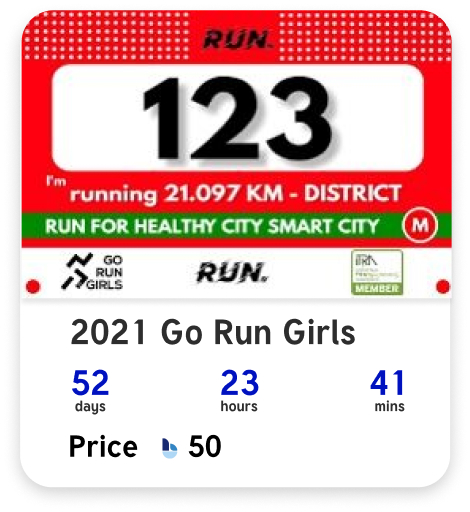 RUN.
123
I'm running 21.097 KM - DISTRICT
RUN FOR HEALTHY CITY SMART CITY M
GO
RUN
GIRLS
RUN.
ITRA
MEMBER
2021 Go Run Girls
52 23 41
days hours mins
Price 50